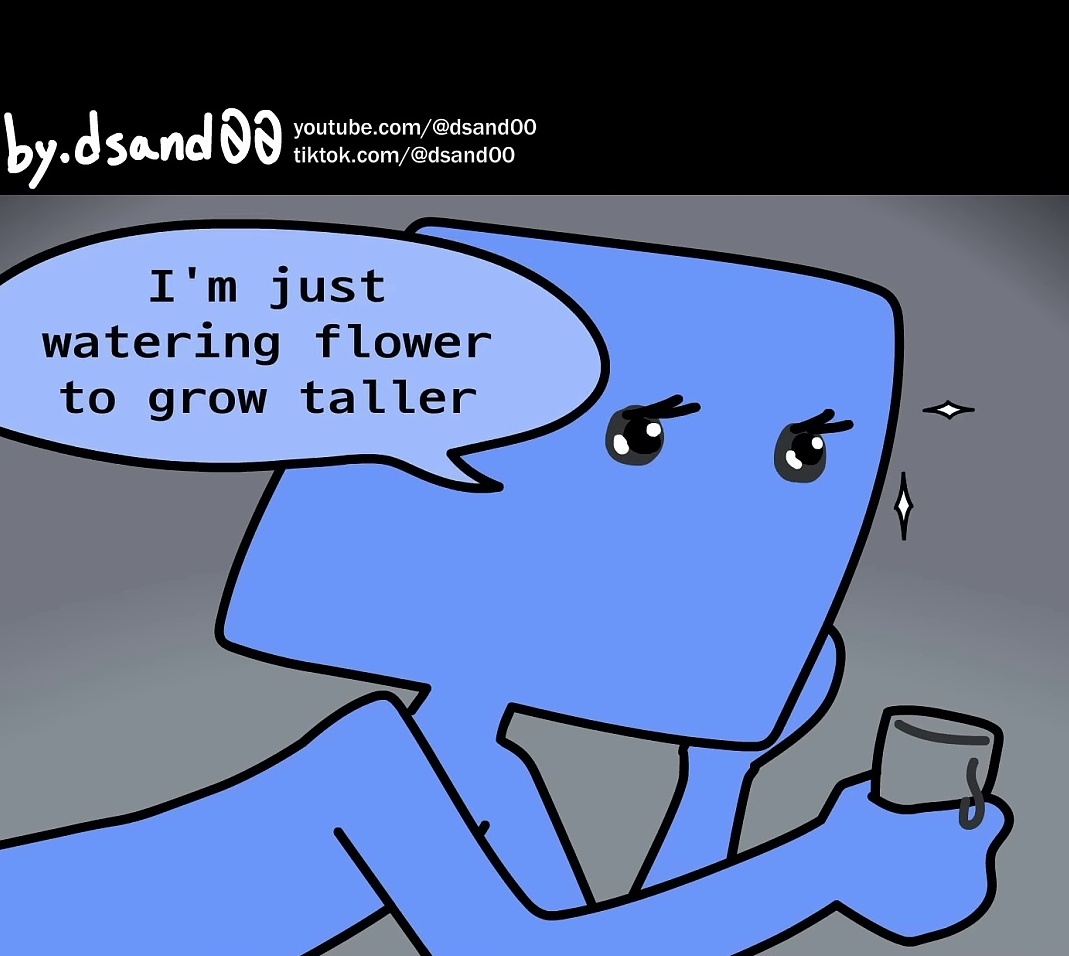 by.dsand00
youtube.com/@dsand00
tiktok.com/@dsand00
I'm just
watering flower
to grow taller